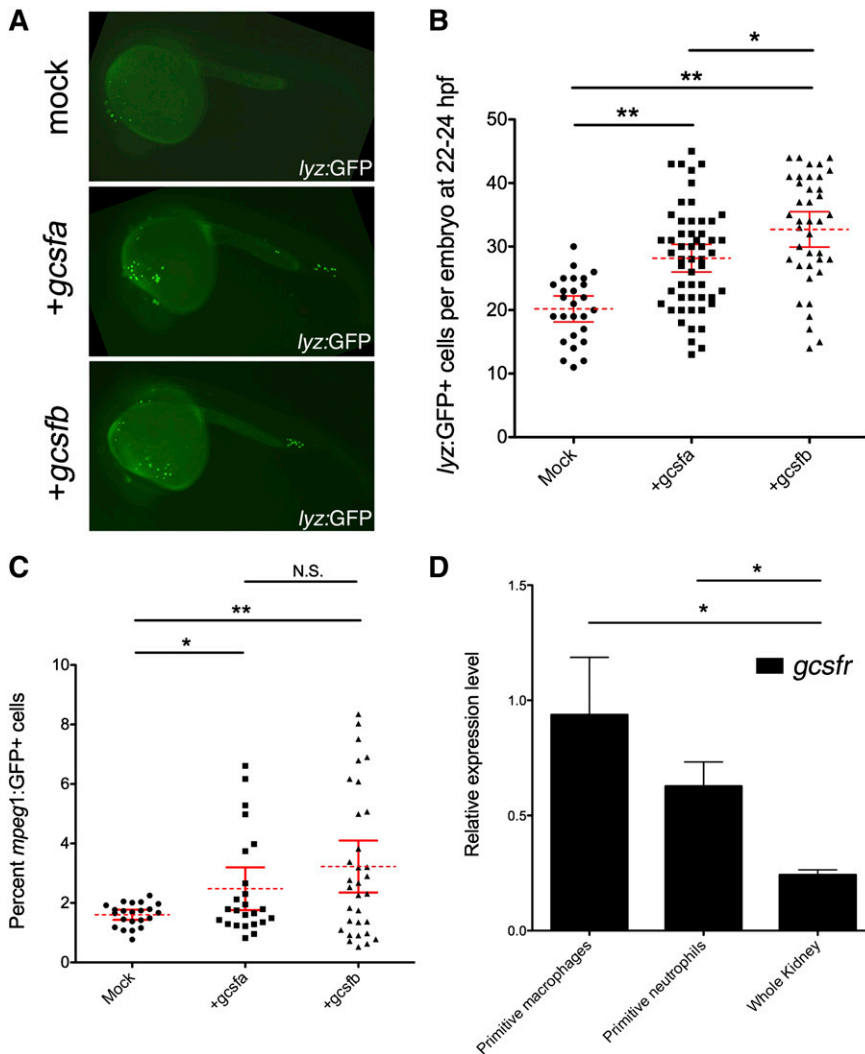 A
mock
lyz:GFP
+gcsfa
lyz:GFP
+gcsfb
lyz:GFP
B
*
**
**
lyz:GFP+ cells per embryo at 22-24 hpf
50
40
30
20
10
0
Mock
+gcsfa
+gcsfb
C
N.S.
**
*
Percent mpeg1:GFP+ cells
10
8
6
4
2
0
Mock
+gcsfa
+gcsfb
D
*
*
gcsfr
Relative expression level
1.5
1.0
0.5
0.0
Primitive macrophages
Primitive neutrophils
Whole Kidney